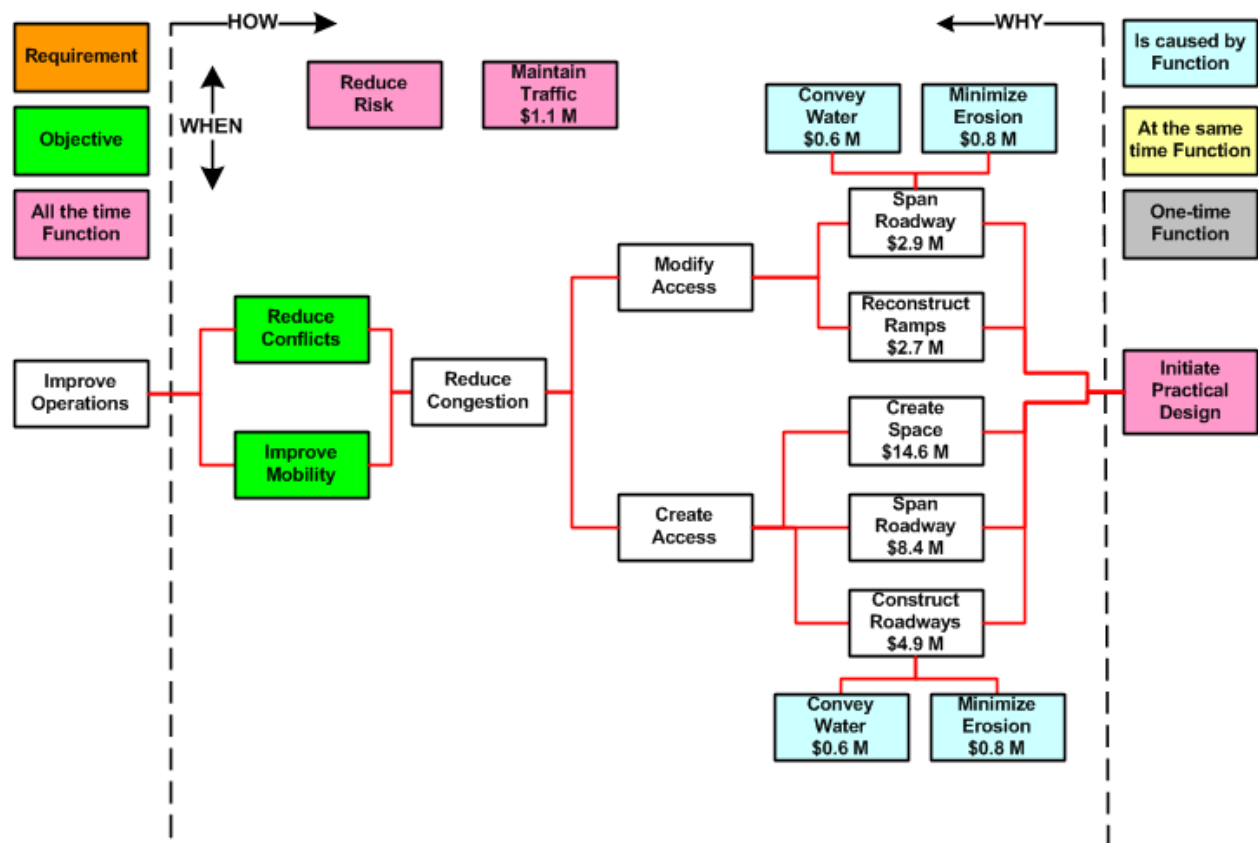 HOW
WHY
Requirement
Reduce
Risk
Maintain
Traffic
$1.1 M
Is caused by
Function
WHEN
Convey
Water
$0.6 M
Minimize
Erosion
$0.8 M
Objective
At the same
time Function
All the time
Function
Span
Roadway
$2.9 M
One-time
Function
Modify
Access
Reduce
Conflicts
Reconstruct
Ramps
$2.7 M
Improve
Operations
Reduce
Congestion
Initiate
Practical
Design
Create
Space
$14.6 M
Improve
Mobility
Create
Access
Span
Roadway
$8.4 M
Construct
Roadways
$4.9 M
Convey
Water
$0.6 M
Minimize
Erosion
$0.8 M